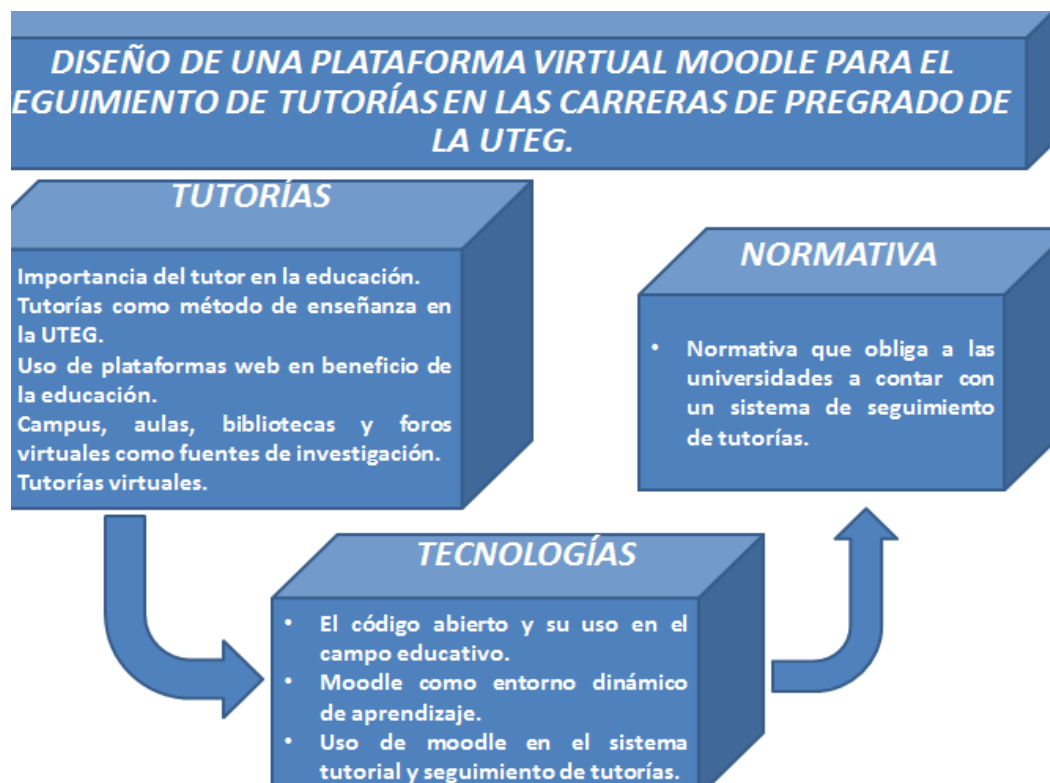 DISEÑO DE UNA PLATAFORMA VIRTUAL MOODLE PARA EL
EGUIMIENTO DE TUTORÍAS EN LAS CARRERAS DE PREGRADO DE
LA UTEG.
TUTORÍAS
Importancia del tutor en la educación.
Tutorías como método de enseñanza en
la UTEG.
Uso de plataformas web en beneficio de
la educación.
Campus, aulas, bibliotecas y foros
virtuales como fuentes de investigación.
Tutorías virtuales.
TECNOLOGÍAS
• El código abierto y su uso en el
campo educativo.
• Moodle como entorno dinámico
de aprendizaje.
• Uso de moodle en el sistema
tutorial y seguimiento de tutorías.
NORMATIVA
• Normativa que obliga a las
universidades a contar con
un sistema de seguimiento
de tutorías.